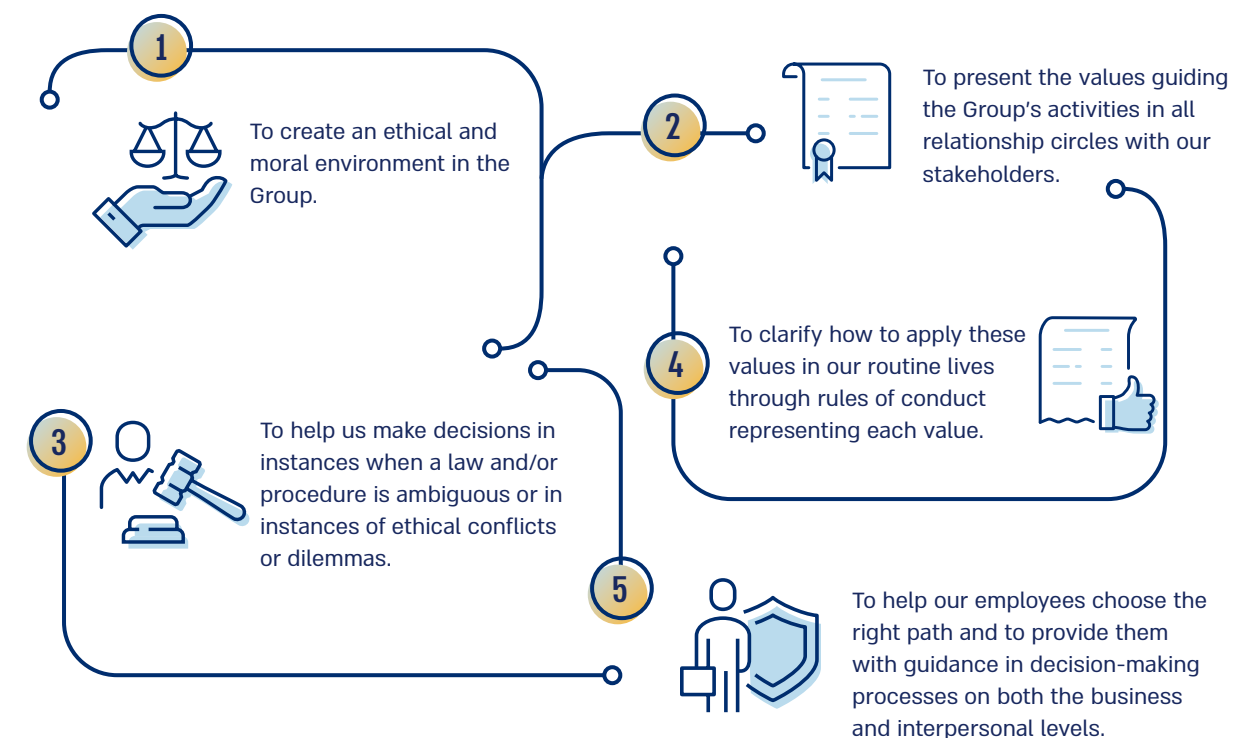 1
To create an ethical and
moral environment in the
Group.
2
To present the values guiding
the Group's activities in all
relationship circles with our
stakeholders.
3
To help us make decisions in
instances when a law and/or
procedure is ambiguous or in
instances of ethical conflicts
or dilemmas.
4
To clarify how to apply these
values in our routine lives
through rules of conduct
representing each value.
5
To help our employees choose the
right path and to provide them
with guidance in decision-making
processes on both the business
and interpersonal levels.